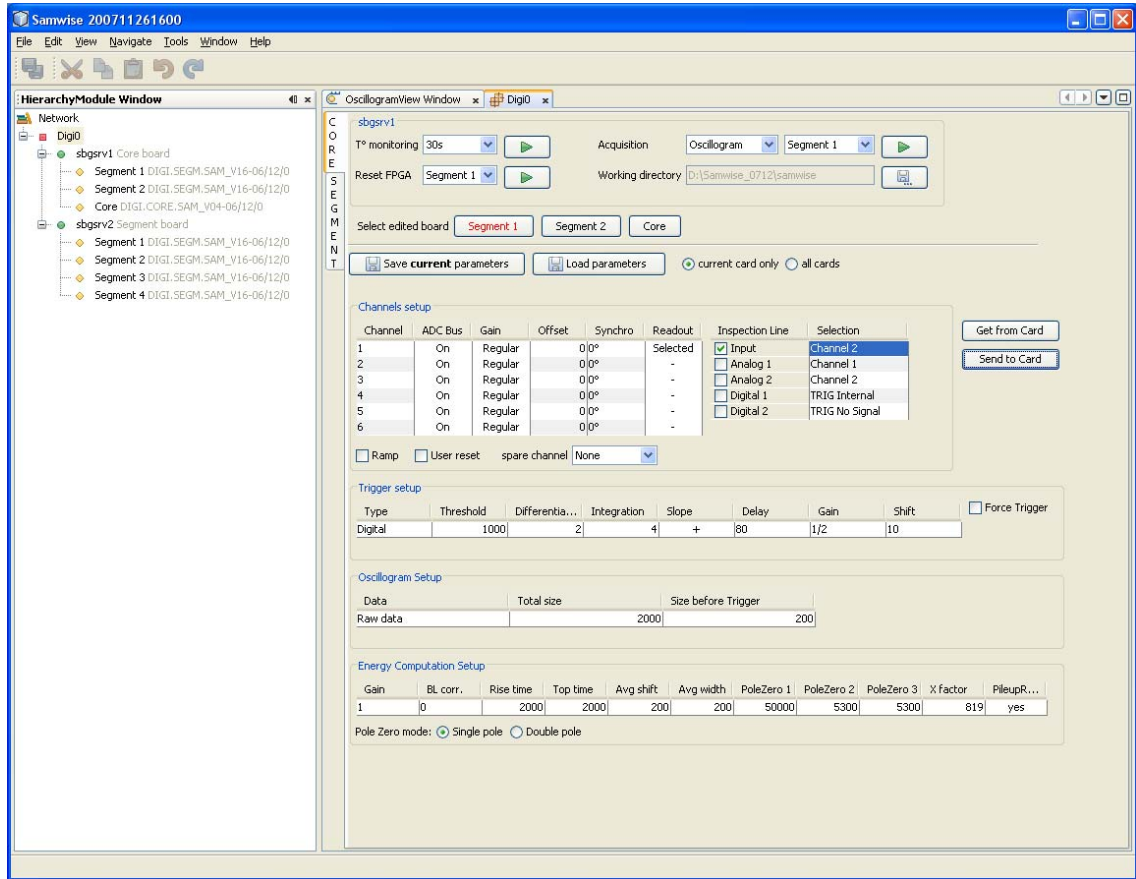 Samwise 200711261600
File Edit View Navigate Tools Window Help
HierarchyModule Window
Network
Digi0
sbgsrv1 Core board
Segment 1 DIGI.SEGM.SAM_V16-06/12/0
Segment 2 DIGI.SEGM.SAM_V16-06/12/0
Core DIGI.CORE.SAM_V04-06/12/0
sbgsrv2 Segment board
Segment 1 DIGI.SEGM.SAM_V16-06/12/0
Segment 2 DIGI.SEGM.SAM_V16-06/12/0
Segment 3 DIGI.SEGM.SAM_V16-06/12/0
Segment 4 DIGI.SEGM.SAM_V16-06/12/0
OscillogramView Window Digi0
CORE
SEGMENT
sbgsrv1
T° monitoring 30s Acquisition Oscillogram Segment 1
Reset FPGA Segment 1 Working directory D:\Samwise_0712\samwise
Select edited board Segment 1 Segment 2 Core
Save current parameters Load parameters current card only all cards
Channels setup
Channel ADC Bus Gain Offset Synchro Readout Inspection Line Selection Get from Card
1 On Regular 0 0° Selected Input Channel 2
2 On Regular 0 0° - Analog 1 Channel 1 Send to Card
3 On Regular 0 0° - Analog 2 Channel 2
4 On Regular 0 0° - Digital 1 TRIG Internal
5 On Regular 0 0° - Digital 2 TRIG No Signal
6 On Regular 0 0° -
Ramp User reset spare channel None
Trigger setup
Type Threshold Differentia... Integration Slope Delay Gain Shift Force Trigger
Digital 1000 2 4 + 80 1/2 10
Oscillogram Setup
Data Total size Size before Trigger
Raw data 2000 200
Energy Computation Setup
Gain BL corr. Rise time Top time Avg shift Avg width PoleZero 1 PoleZero 2 PoleZero 3 X factor PileupR...
1 0 2000 2000 200 200 50000 5300 5300 819 yes
Pole Zero mode: Single pole Double pole